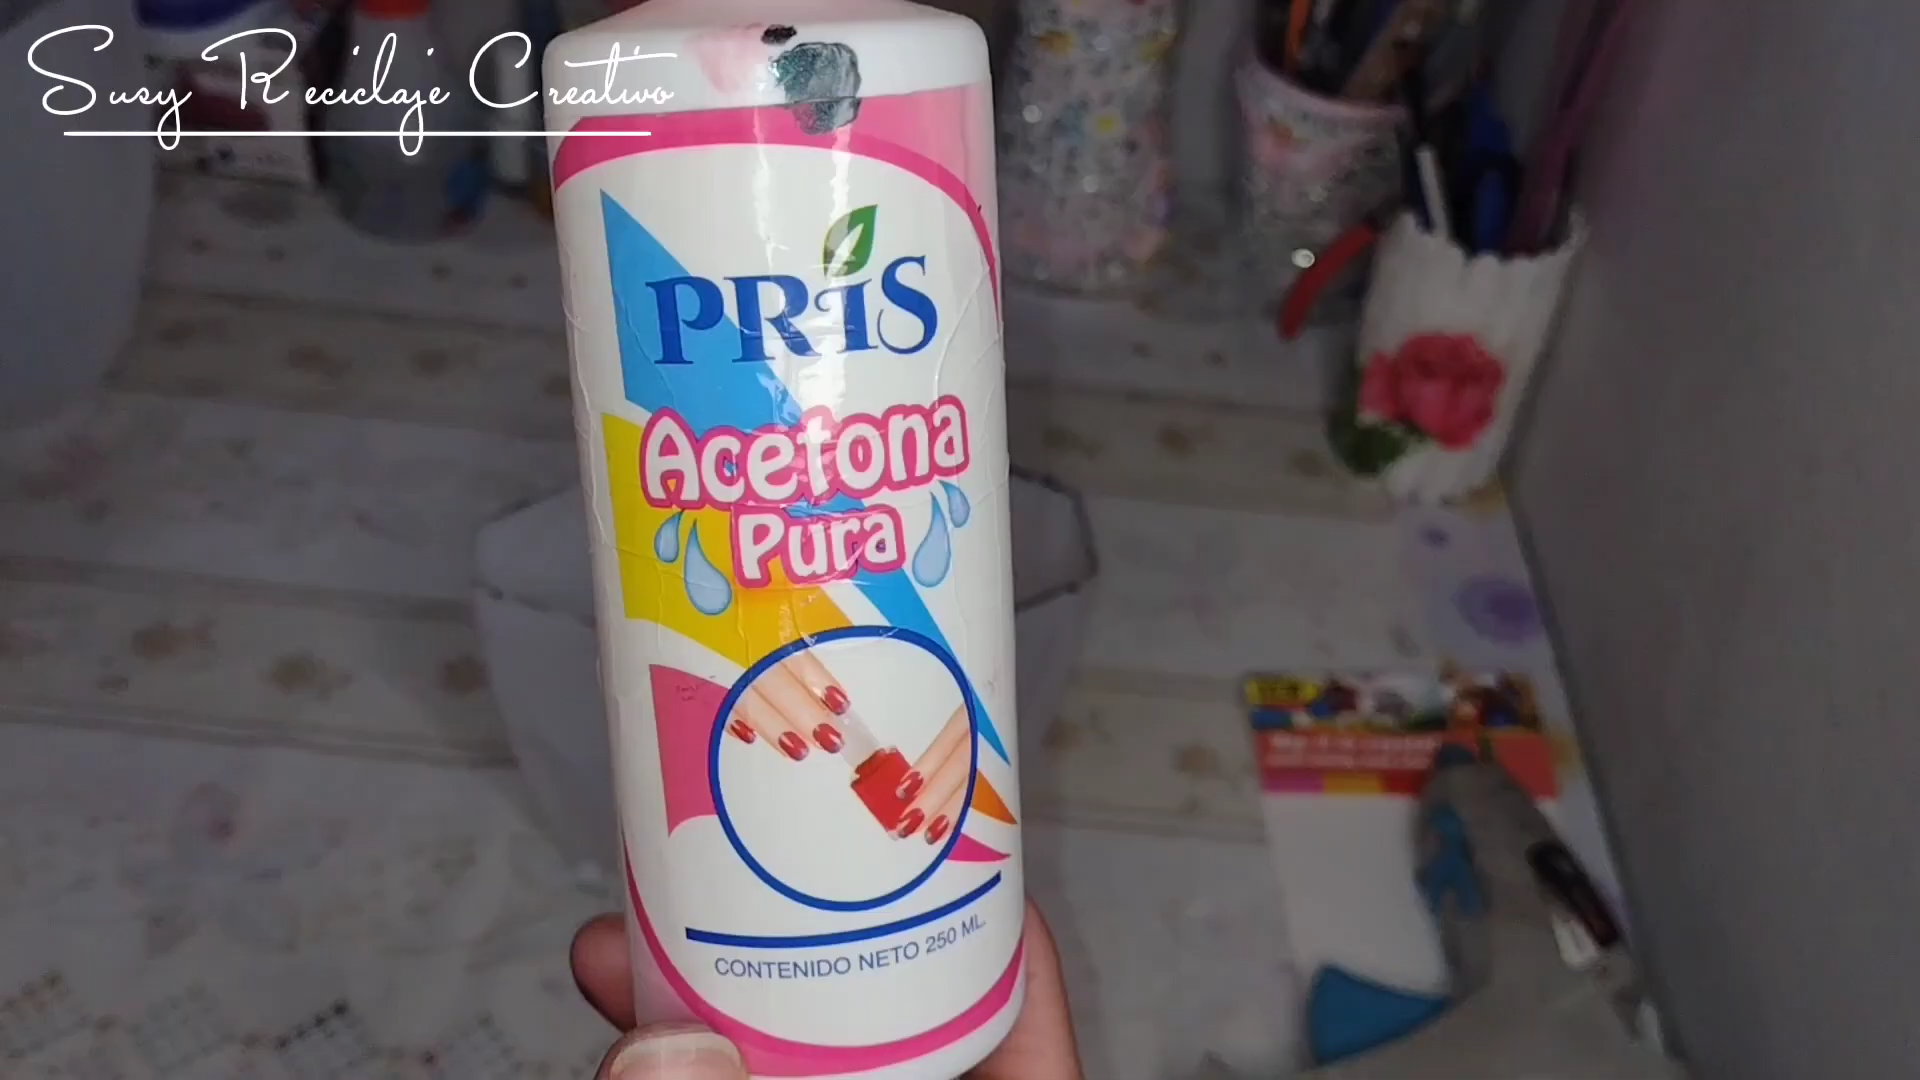 Susy Reciclaje Creativo
PRIS
Acetona
Pura
CONTENIDO NETO 250 ML.